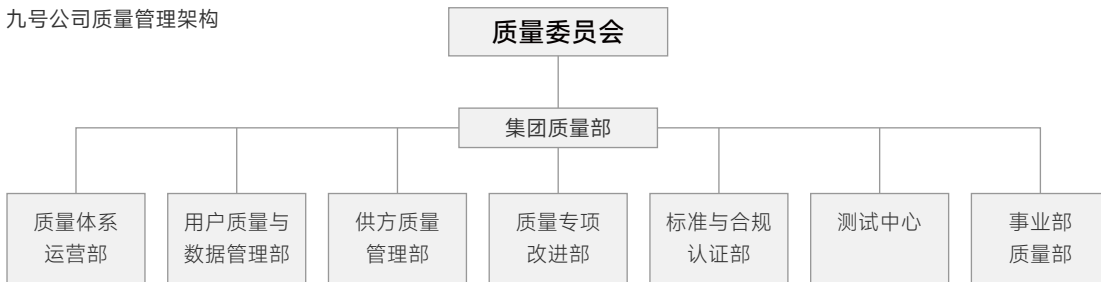 九号公司质量管理架构
质量委员会
集团质量部
质量体系
运营部
用户质量与
数据管理部
供方质量
管理部
质量专项
改进部
标准与合规
认证部
测试中心
事业部
质量部